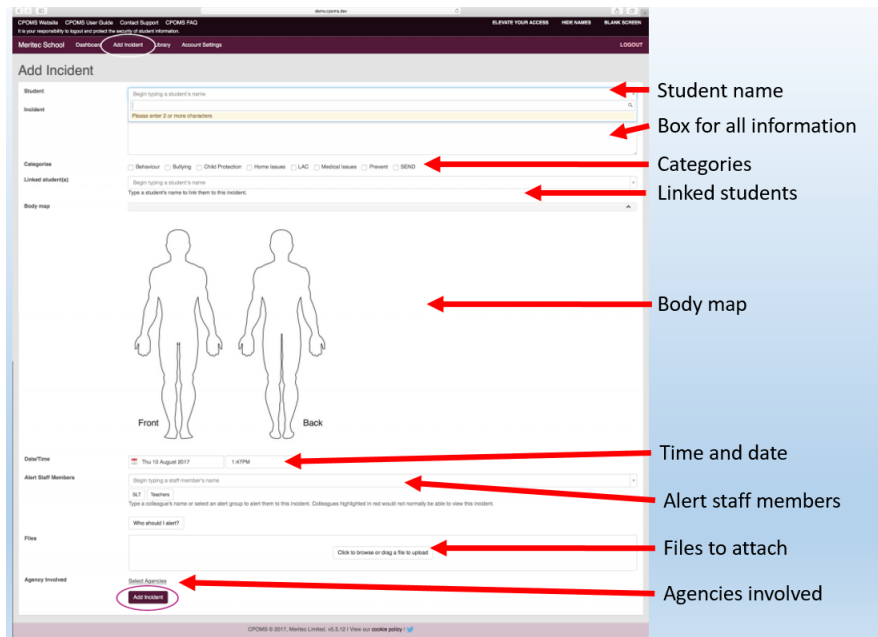 demo.cpoms.dev
CPOMS Website CPOMS User Guide Contact Support CPOMS FAQ ELEVATE YOUR ACCESS HIDE NAMES BLANK SCREEN
It is your responsibility to logout and protect the security of student information.
Meritec School Dashboard Add Incident Library Account Settings LOGOUT
Add Incident
Student Begin typing a student's name Student name
Please enter 2 or more characters
Incident Box for all information
Categories Behaviour Bullying Child Protection Home Issues LAC Medical Issues Prevent SEND Categories
Linked student(s) Begin typing a student's name Linked students
Type a student's name to link them to this incident.
Body map
Body map
Front Back
Date/Time Thu 10 August 2017 1:47PM Time and date
Alert Staff Members Begin typing a staff member's name Alert staff members
SLT Teachers
Type a colleague's name or select an alert group to alert them to this incident. Colleagues highlighted in red would not normally be able to view this incident.
Who should I alert?
Files Click to browse or drag a file to upload Files to attach
Agency Involved Select Agencies Agencies involved
Add Incident
CPOMS © 2017, Meritec Limited. v5.5.12 | View our cookie policy |